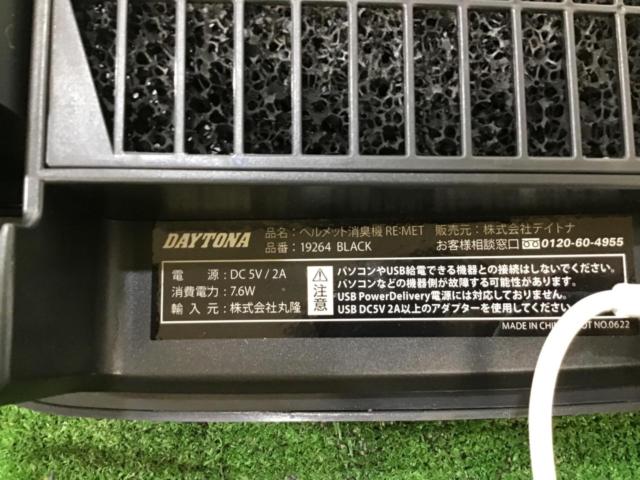 DAYTONA 品名：ヘルメット消臭機 RE:MET 販売元：株式会社デイトナ
品番：19264 BLACK お客様相談窓口 0120-60-4955
電 源：DC 5V / 2A
消費電力：7.6W
輸 入 元：株式会社丸隆
注意
パソコンやUSB給電できる機器との接続はしないでください。
パソコンなどの機器側が故障する可能性があります。
USB PowerDelivery電源には対応しておりません。
USB DC5V 2A以上のアダプターを使用してください。
MADE IN CHIN OT NO.0622